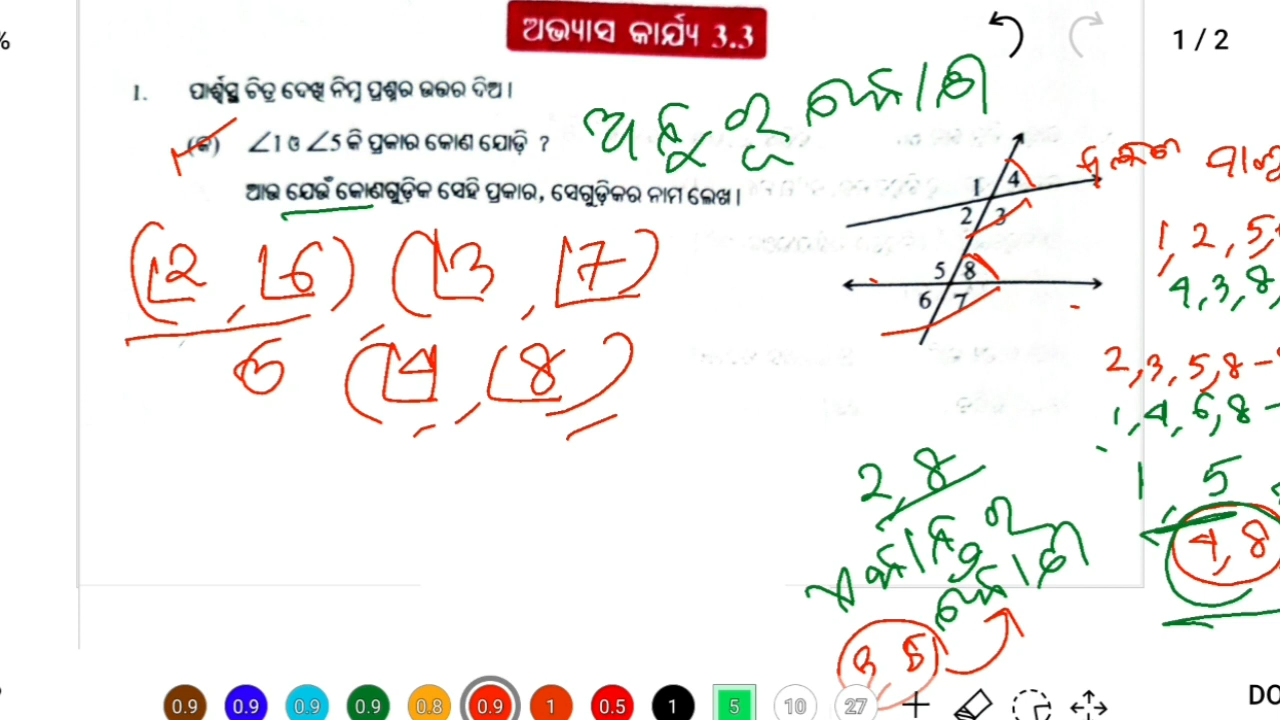 ଅଭ୍ୟାସ କାର୍ଯ୍ୟ 3.3
1 / 2
%
1. ପାର୍ଶ୍ୱସ୍ଥ ଚିତ୍ର ଦେଖି ନିମ୍ନ ପ୍ରଶ୍ନର ଉତ୍ତର ଦିଅ।
(କ) ∠1 ଓ ∠5 କି ପ୍ରକାର କୋଣ ଯୋଡ଼ି ?
ଅନୁରୂପ କୋଣ
ଆଉ ଯେଉଁ କୋଣଗୁଡ଼ିକ ସେହି ପ୍ରକାର, ସେଗୁଡ଼ିକର ନାମ ଲେଖ।
(∠2, ∠6) (∠3, ∠7)
ଓ (∠4, ∠8)
1 4
2 3
5 8
6 7
1, 2, 5,
4, 3, 8,
2, 3, 5, 8 -
1, 4, 6, 8 -
1 5
4, 8
2, 8
ଏକାନ୍ତର
କୋଣ
3 5
0.9 0.9 0.9 0.9 0.8 0.9 1 0.5 1 5 10 27
DO